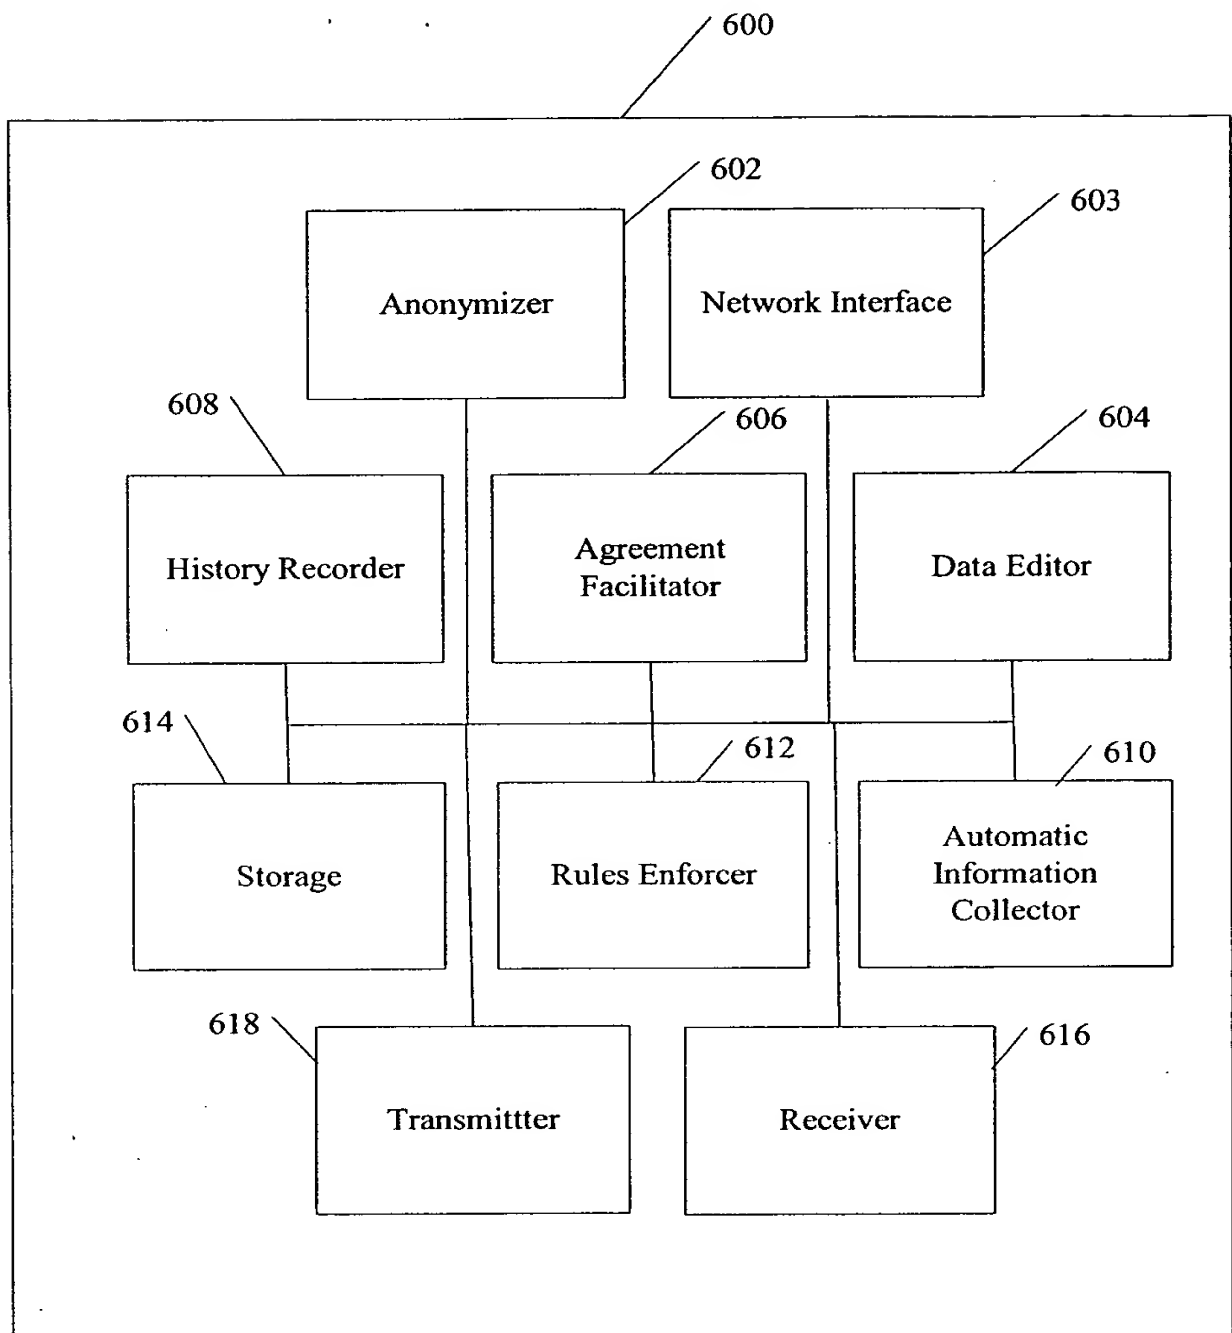 600
602
603
Anonymizer
Network Interface
608
606
604
History Recorder
Agreement
Facilitator
Data Editor
614
612
610
Storage
Rules Enforcer
Automatic
Information
Collector
618
616
Transmittter
Receiver